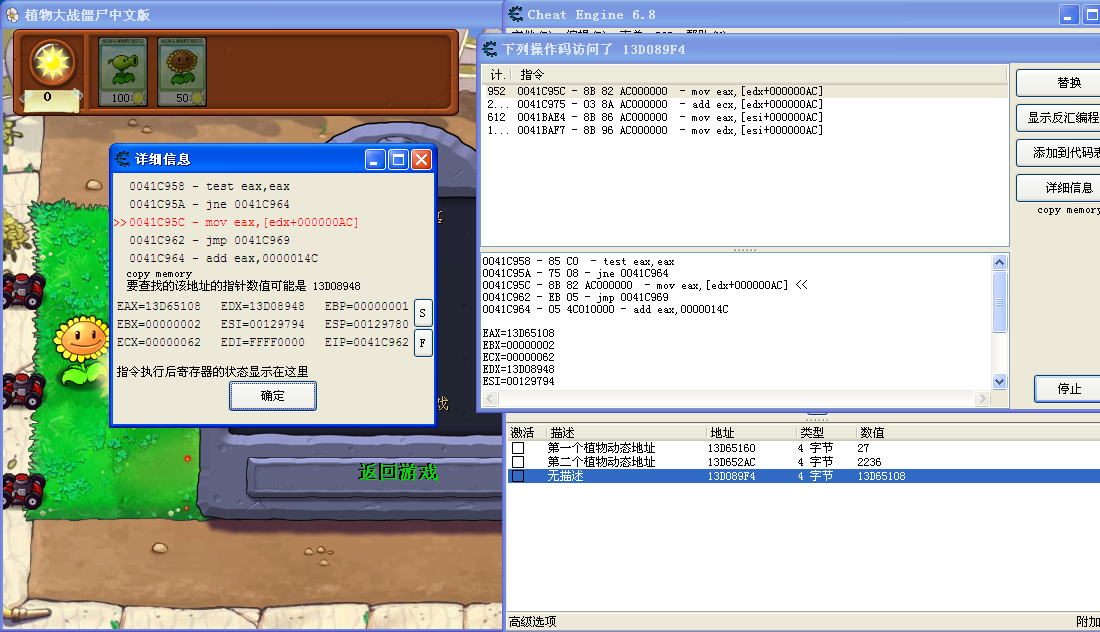 植物大战僵尸中文版
0
100
50
返回游戏
Cheat Engine 6.8
下列操作码访问了 13D089F4
计.
指令
952 0041C95C - 8B 82 AC000000 - mov eax,[edx+000000AC]
2... 0041C975 - 03 8A AC000000 - add ecx,[edx+000000AC]
612 0041BAE4 - 8B 86 AC000000 - mov eax,[esi+000000AC]
1... 0041BAF7 - 8B 96 AC000000 - mov edx,[esi+000000AC]
替换
显示反汇编程
添加到代码表
详细信息
copy memory
停止
0041C958 - 85 C0 - test eax,eax
0041C95A - 75 08 - jne 0041C964
0041C95C - 8B 82 AC000000 - mov eax,[edx+000000AC] <<
0041C962 - EB 05 - jmp 0041C969
0041C964 - 05 4C010000 - add eax,0000014C
EAX=13D65108
EBX=00000002
ECX=00000062
EDX=13D08948
ESI=00129794
详细信息
0041C958 - test eax,eax
0041C95A - jne 0041C964
>>0041C95C - mov eax,[edx+000000AC]
0041C962 - jmp 0041C969
0041C964 - add eax,0000014C
copy memory
要查找的该地址的指针数值可能是 13D08948
EAX=13D65108 EDX=13D08948 EBP=00000001
S
EBX=00000002 ESI=00129794 ESP=00129780
ECX=00000062 EDI=FFFF0000 EIP=0041C962
F
指令执行后寄存器的状态显示在这里
确定
激活 描述 地址 类型 数值
第一个植物动态地址 13D65160 4 字节 27
第二个植物动态地址 13D652AC 4 字节 2236
无描述 13D089F4 4 字节 13D65108
高级选项
附加